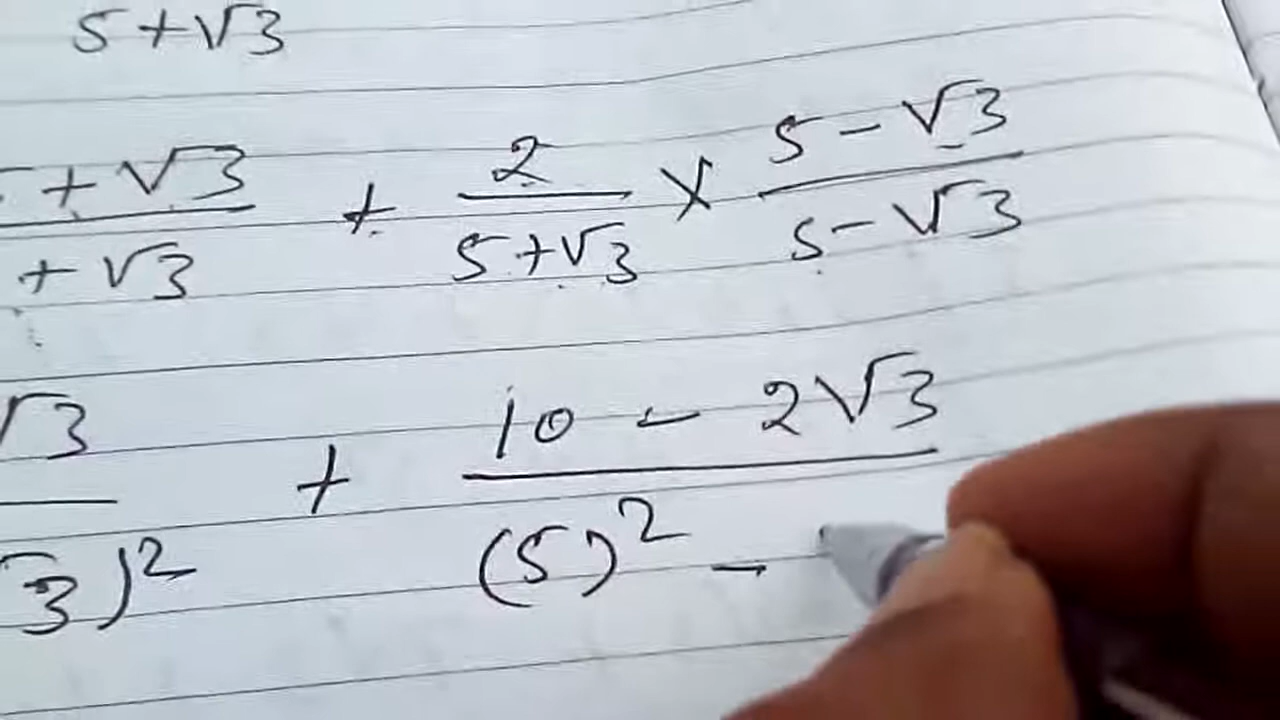 5+√3
+ √3 + 2 × 5 - √3
+ √3 5+√3 5 - √3
√3 + 10 - 2√3
3)² (5)² -